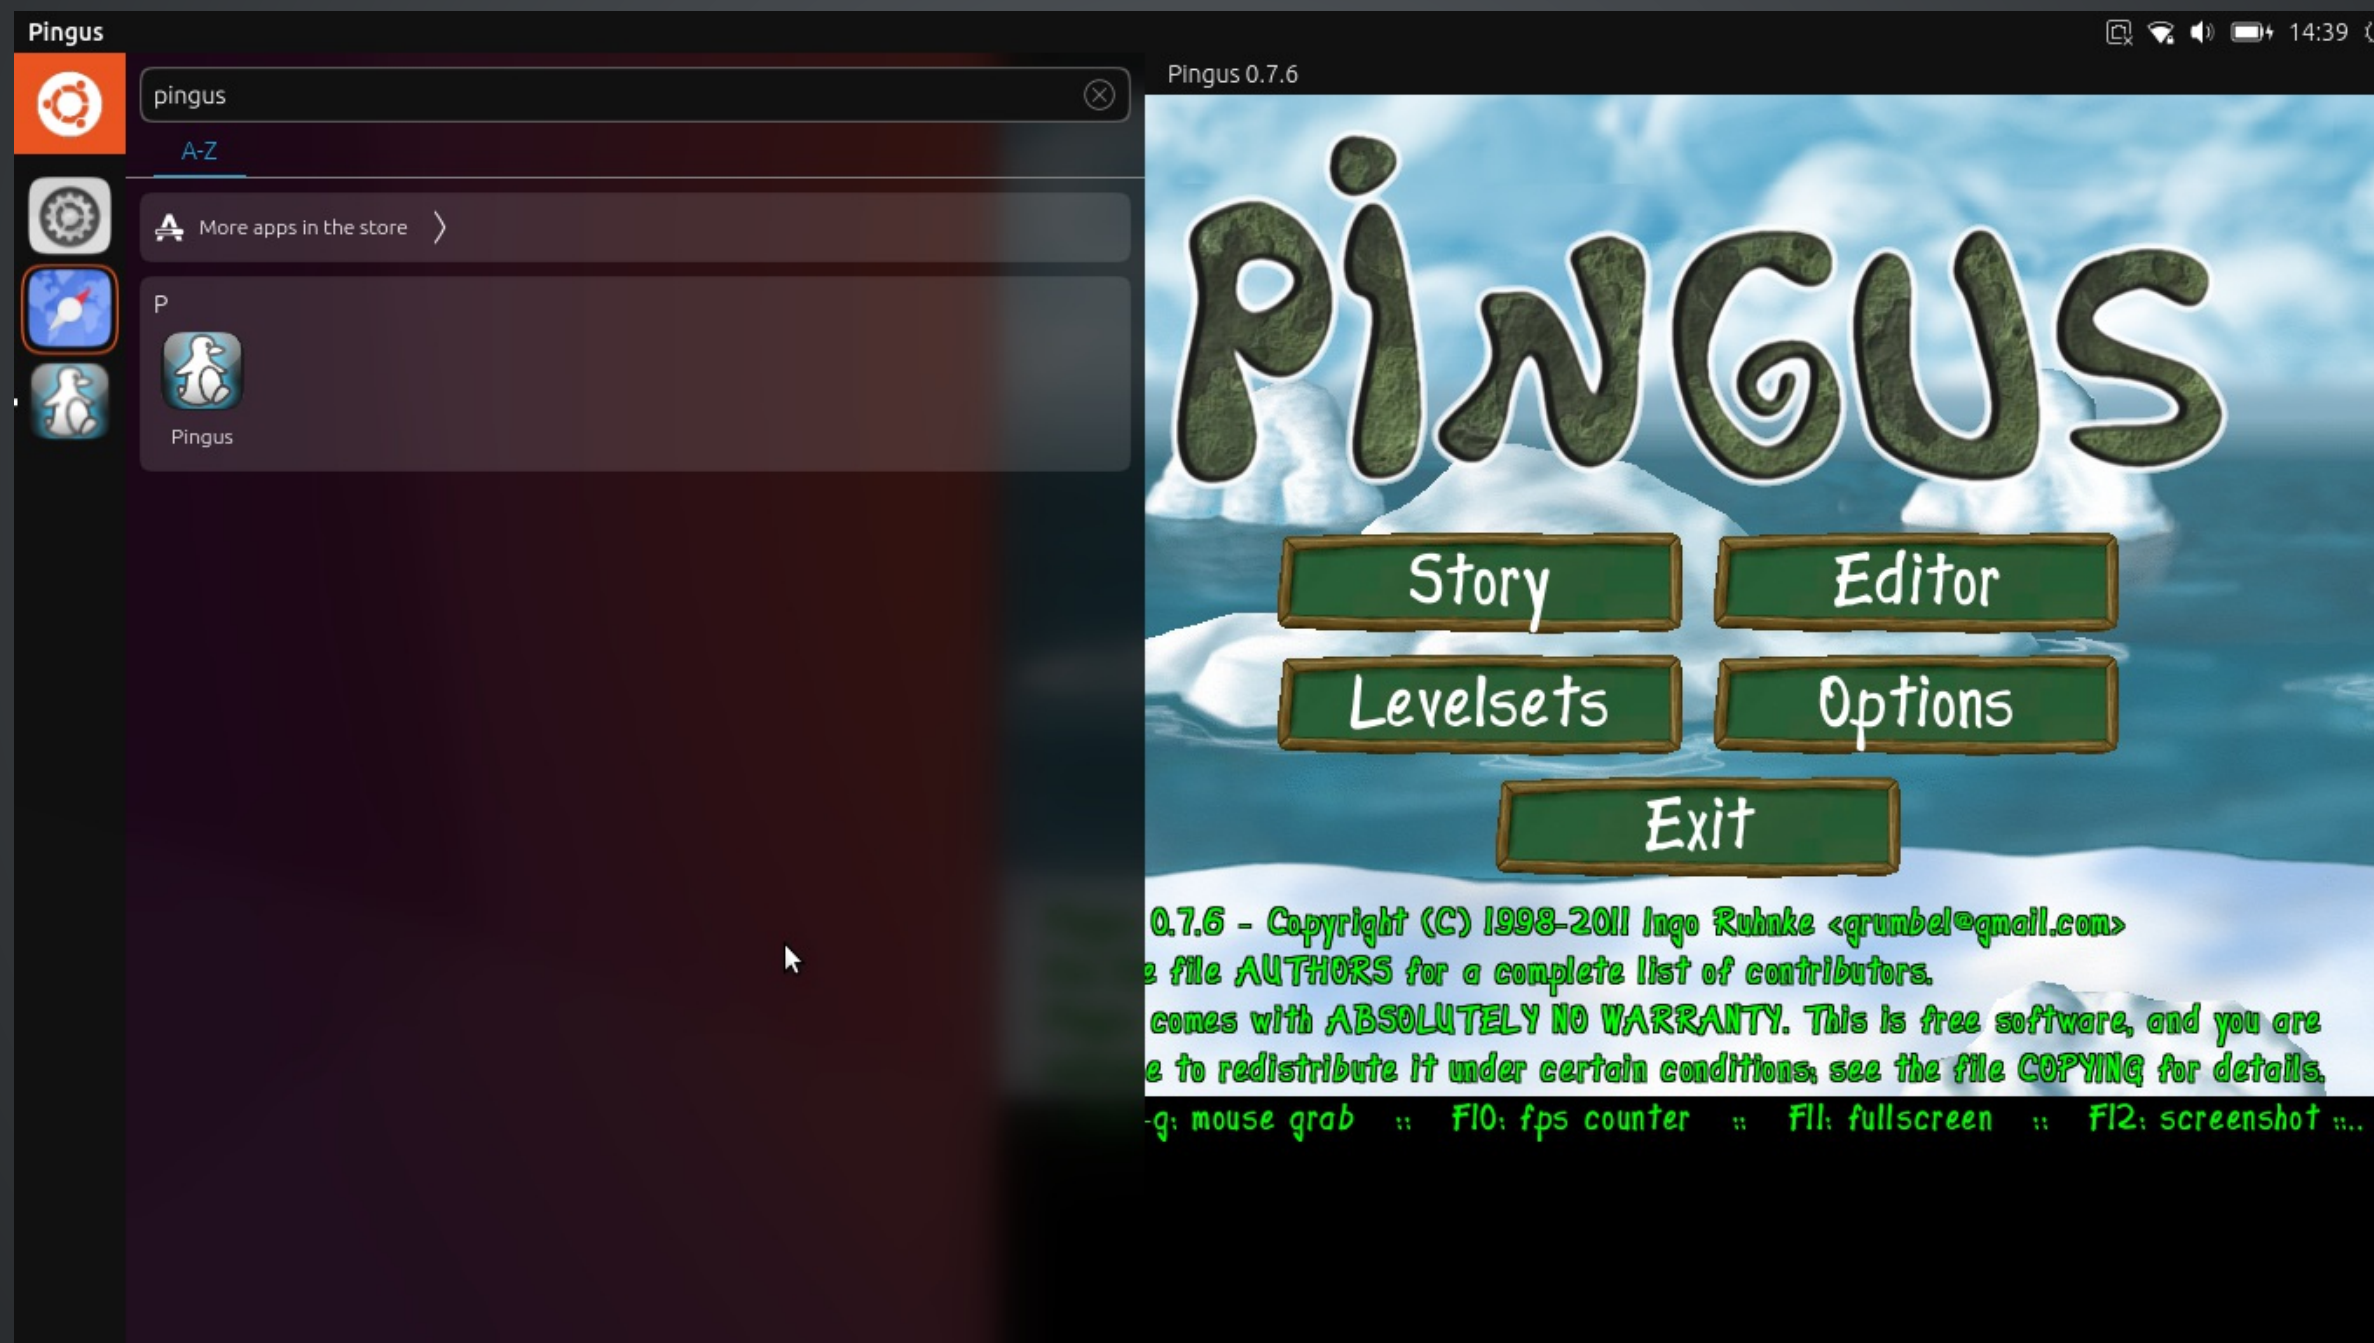 Pingus
14:39
pingus
A-Z
More apps in the store
P
Pingus
Pingus 0.7.6
PiNGUS
Story
Editor
Levelsets
Options
Exit
0.7.6 - Copyright (C) 1998-2011 Ingo Ruhnke <grumbel@gmail.com>
file AUTHORS for a complete list of contributors.
comes with ABSOLUTELY NO WARRANTY. This is free software, and you are
e to redistribute it under certain conditions; see the file COPYING for details.
-g: mouse grab :: F10: fps counter :: F11: fullscreen :: F12: screenshot ::..